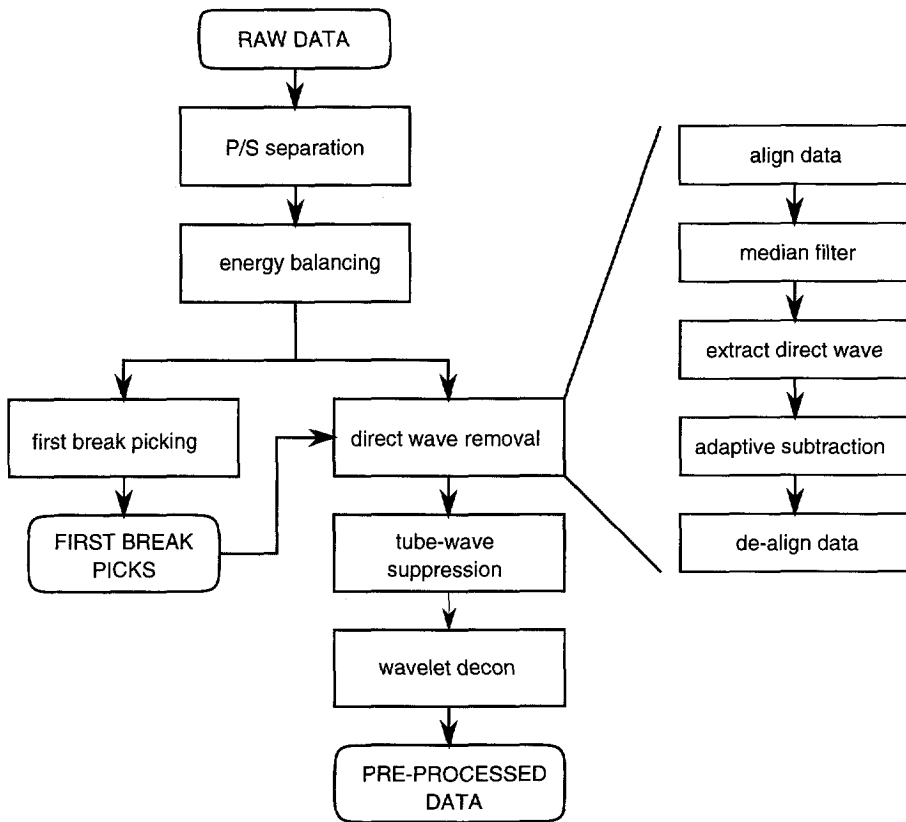 RAW DATA
P/S separation
energy balancing
first break picking
direct wave removal
FIRST BREAK
PICKS
tube-wave
suppression
wavelet decon
PRE-PROCESSED
DATA
align data
median filter
extract direct wave
adaptive subtraction
de-align data